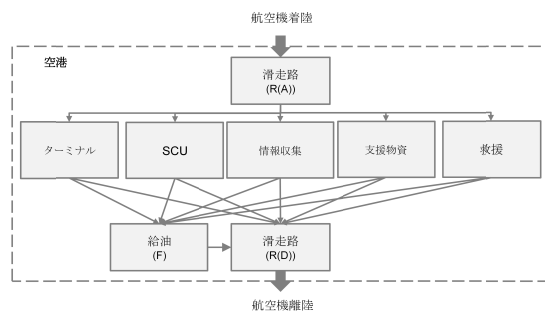 航空機着陸
空港
滑走路
(R(A))
ターミナル
SCU
情報収集
支援物資
救援
給油
(F)
滑走路
(R(D))
航空機離陸